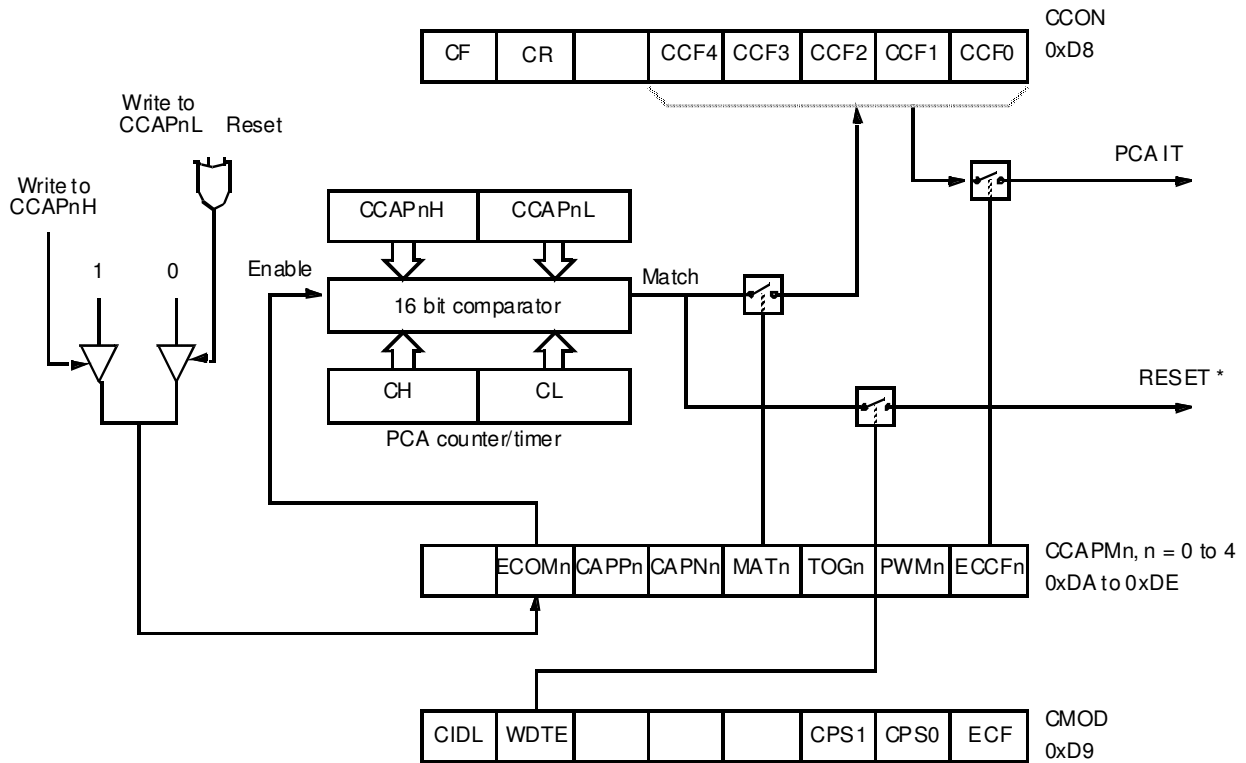 CCON
CF CR CCF4 CCF3 CCF2 CCF1 CCF0
0xD8
Write to
CCAPnL Reset
PCA IT
Write to
CCAPnH
CCAPnH CCAPnL
1 0
Enable
Match
16 bit comparator
RESET *
CH CL
PCA counter/timer
CCAPMn, n = 0 to 4
ECOMn CAPPn CAPNn MATn TOGn PWMn ECCFn
0xDA to 0xDE
CMOD
CIDL WDTE CPS1 CPS0 ECF
0xD9